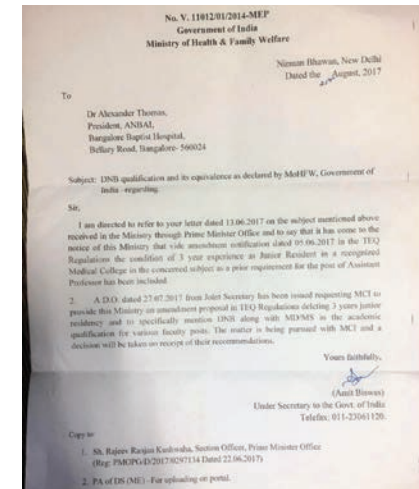 No. V. 11012/01/2014-MEP
Government of India
Ministry of Health & Family Welfare
Nirman Bhawan, New Delhi
Dated the August, 2017
To
Dr Alexander Thomas,
President, ANBAI,
Bangalore Baptist Hospital,
Bellary Road, Bangalore- 560024
Subject: DNB qualification and its equivalence as declared by MoHFW, Government of
India -regarding.
Sir,
I am directed to refer to your letter dated 13.06.2017 on the subject mentioned above
received in the Ministry through Prime Minister Office and to say that it has come to the
notice of this Ministry that vide amendment notification dated 05.06.2017 in the TEQ
Regulations the condition of 3 year experience as Junior Resident in a recognized
Medical College in the concerned subject as a prior requirement for the post of Assistant
Professor has been included.
2. A D.O. dated 27.07.2017 from Joint Secretary has been issued requesting MCI to
provide this Ministry an amendment proposal in TEQ Regulations deleting 3 years junior
residency and to specifically mention DNB along with MD/MS in the academic
qualification for various faculty posts. The matter is being pursued with MCI and a
decision will be taken on receipt of their recommendations.
Yours faithfully,
(Amit Biswas)
Under Secretary to the Govt. of India
Telefax: 011-23061120.
Copy to
1. Sh. Rajeev Ranjan Kushwaha, Section Officer, Prime Minister Office
(Reg: PMOPG/D/2017/0297134 Dated 22.06.2017)
2. PA of DS (ME) -For uploading on portal.